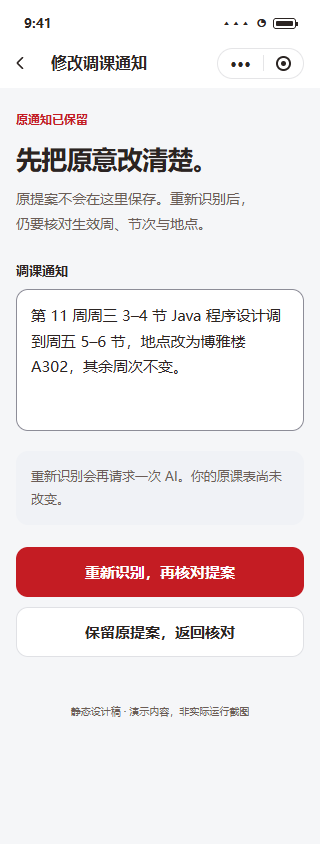 9:41
修改调课通知
原通知已保留
先把原意改清楚。
原提案不会在这里保存。重新识别后，
仍要核对生效周、节次与地点。
调课通知
第 11 周周三 3–4 节 Java 程序设计调
到周五 5–6 节，地点改为博雅楼
A302，其余周次不变。
重新识别会再请求一次 AI。你的原课表尚未
改变。
重新识别，再核对提案
保留原提案，返回核对
静态设计稿 · 演示内容，非实际运行截图